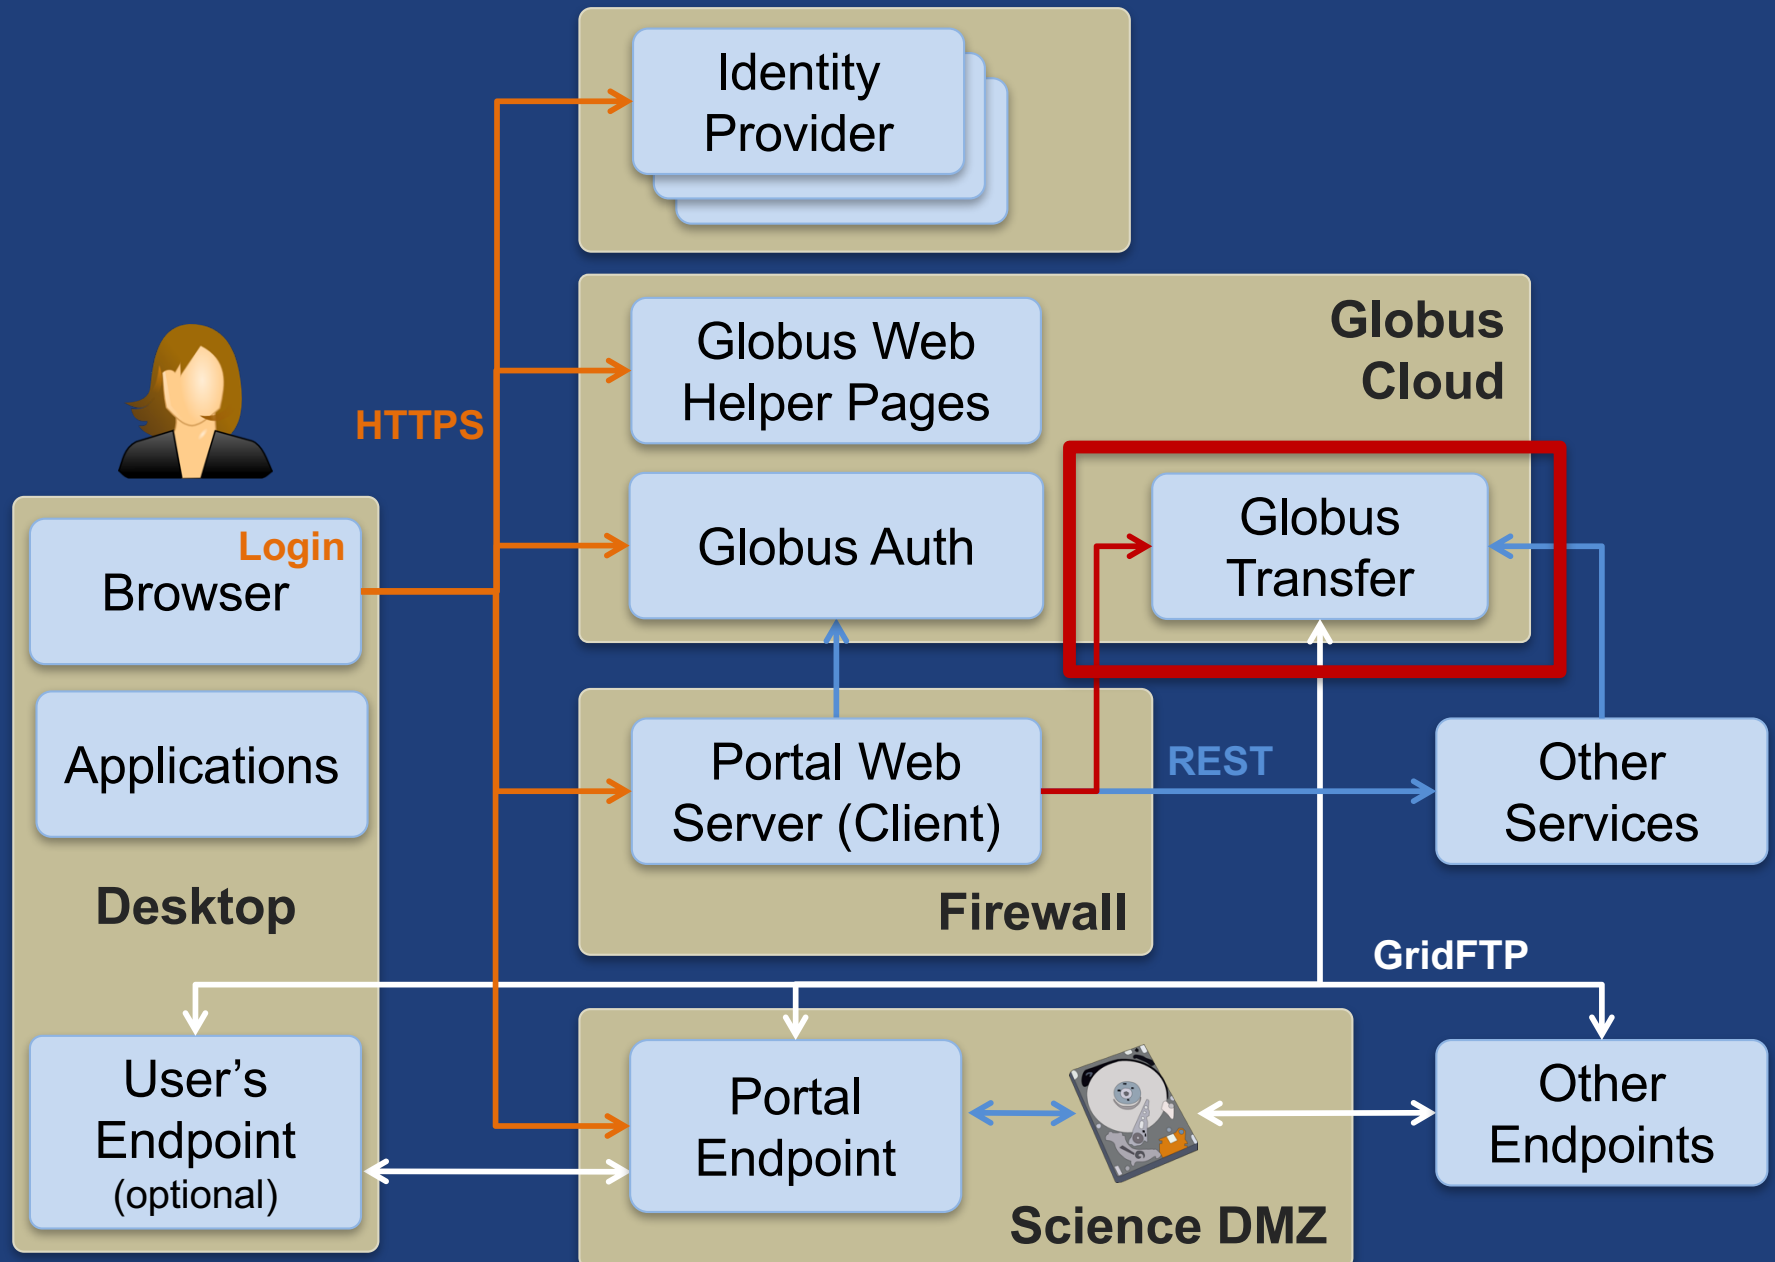 Identity
Provider
Globus Web
Helper Pages
Globus
Cloud
HTTPS
Login
Browser
Globus Auth
Globus
Transfer
Applications
Portal Web
Server (Client)
REST
Other
Services
Desktop
Firewall
GridFTP
User’s
Endpoint
(optional)
Portal
Endpoint
Other
Endpoints
Science DMZ